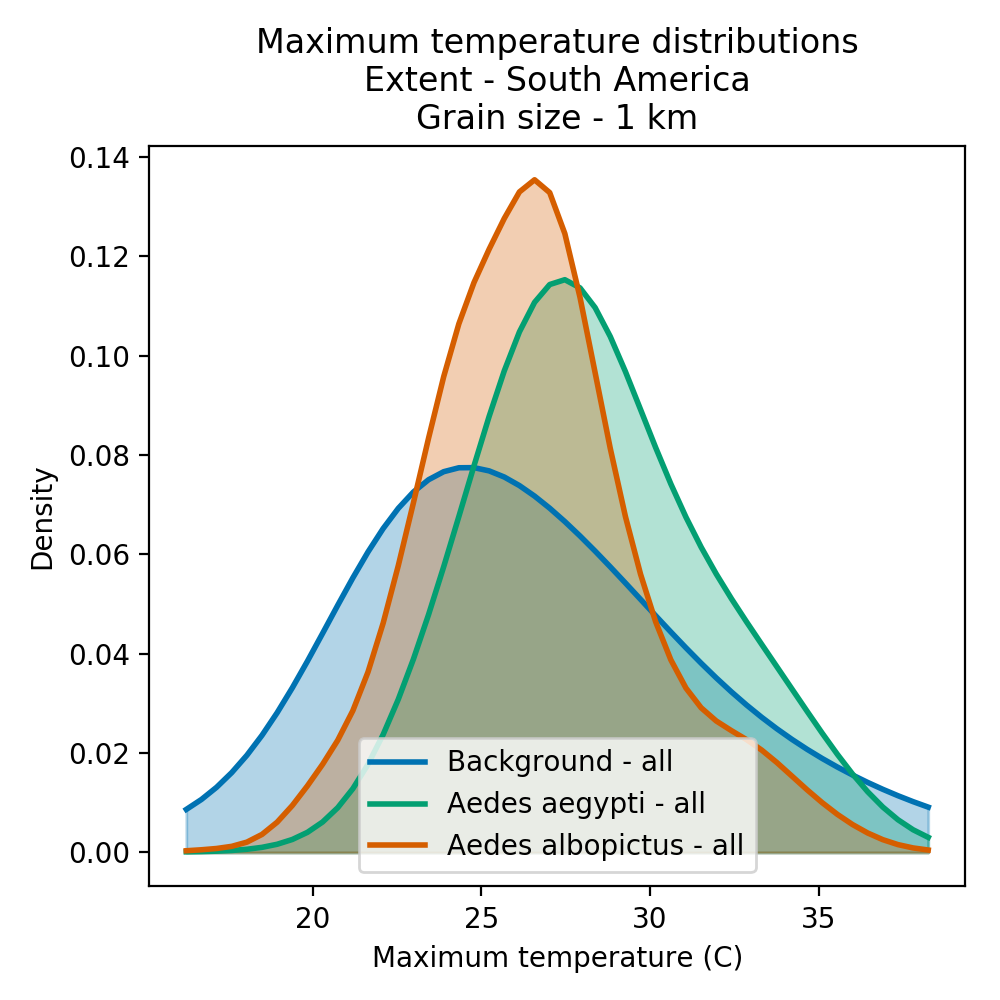 Maximum temperature distributions
Extent - South America
Grain size - 1 km
0.14
0.12
0.10
0.08
0.06
0.04
0.02
0.00
Density
Background - all
Aedes aegypti - all
Aedes albopictus - all
20 25 30 35
Maximum temperature (C)